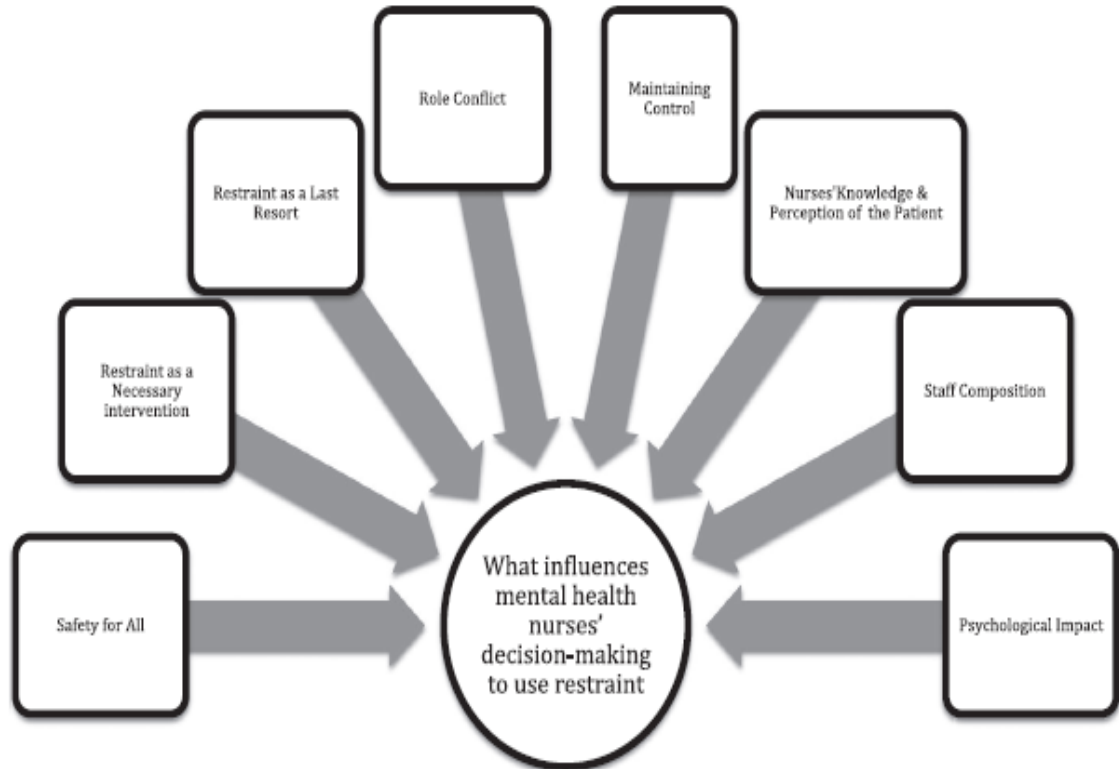 Role Conflict
Maintaining
Control
Restraint as a Last
Resort
Nurses'Knowledge &
Perception of the Patient
Restraint as a
Necessary
Intervention
Staff Composition
Safety for All
What influences
mental health
nurses'
decision-making
to use restraint
Psychological Impact